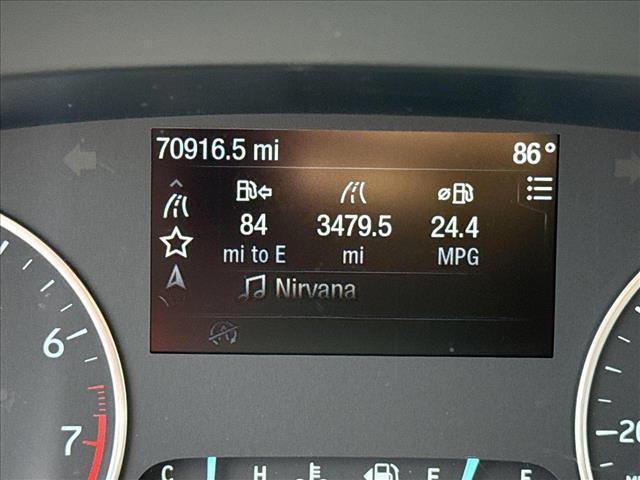 70916.5 mi 86°
84 3479.5 24.4
mi to E mi MPG
Nirvana
6
7
C H E F
-20